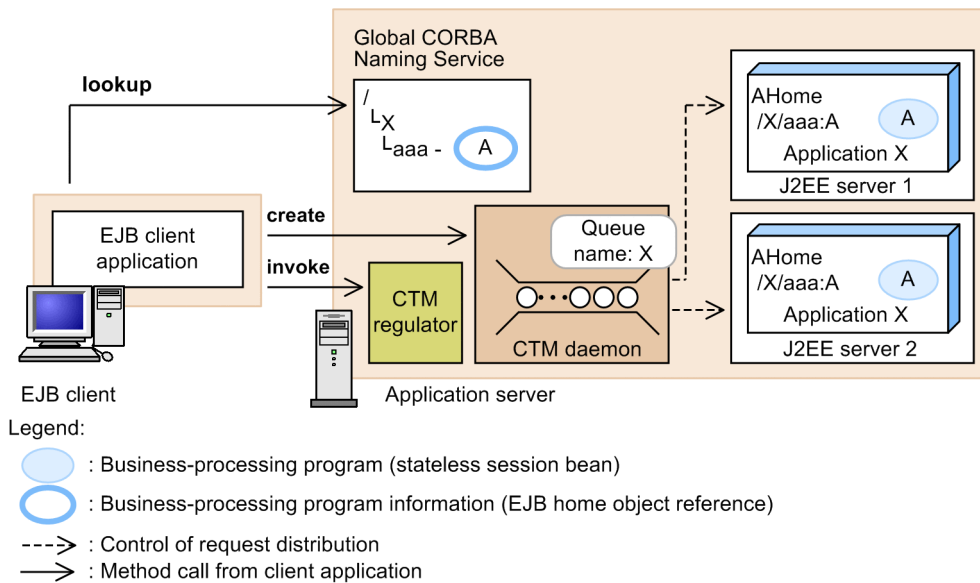 Global CORBA
Naming Service
lookup
/
└X
└aaa - A
AHome
/X/aaa:A
A
Application X
J2EE server 1
EJB client
application
create
invoke
CTM
regulator
Queue
name: X
CTM daemon
AHome
/X/aaa:A
A
Application X
J2EE server 2
EJB client
Application server
Legend:
: Business-processing program (stateless session bean)
: Business-processing program information (EJB home object reference)
: Control of request distribution
: Method call from client application